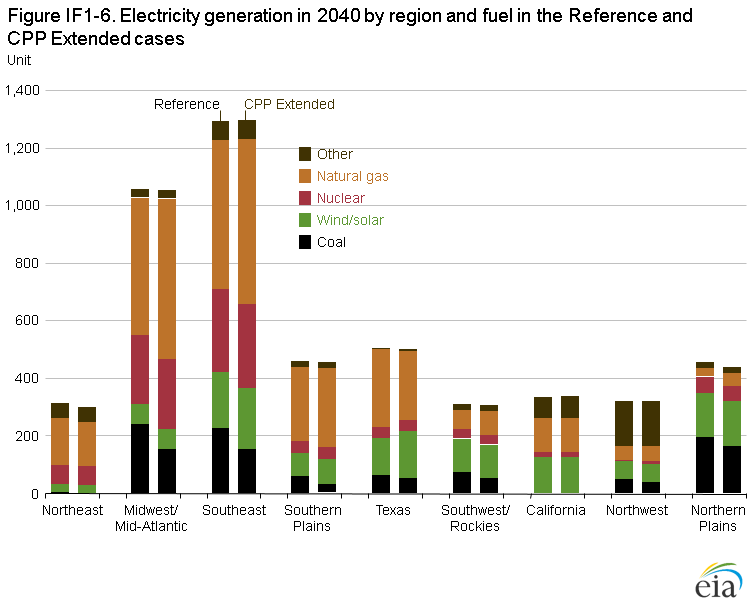 Figure IF1-6. Electricity generation in 2040 by region and fuel in the Reference and
CPP Extended cases
Unit
1,400
Reference CPP Extended
1,200
Other
Natural gas
Nuclear
Wind/solar
Coal
1,000
800
600
400
200
0
Northeast
Midwest/
Mid-Atlantic
Southeast
Southern
Plains
Texas
Southwest/
Rockies
California
Northwest
Northern
Plains
eia